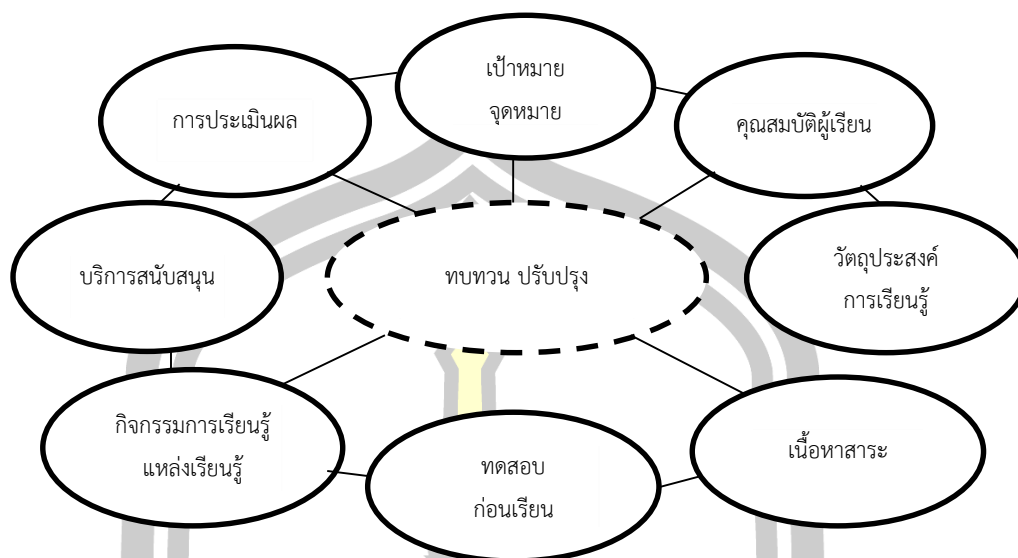 เป้าหมาย
จุดหมาย
การประเมินผล
คุณสมบัติผู้เรียน
บริการสนับสนุน
ทบทวน ปรับปรุง
วัตถุประสงค์
การเรียนรู้
กิจกรรมการเรียนรู้
แหล่งเรียนรู้
ทดสอบ
ก่อนเรียน
เนื้อหาสาระ